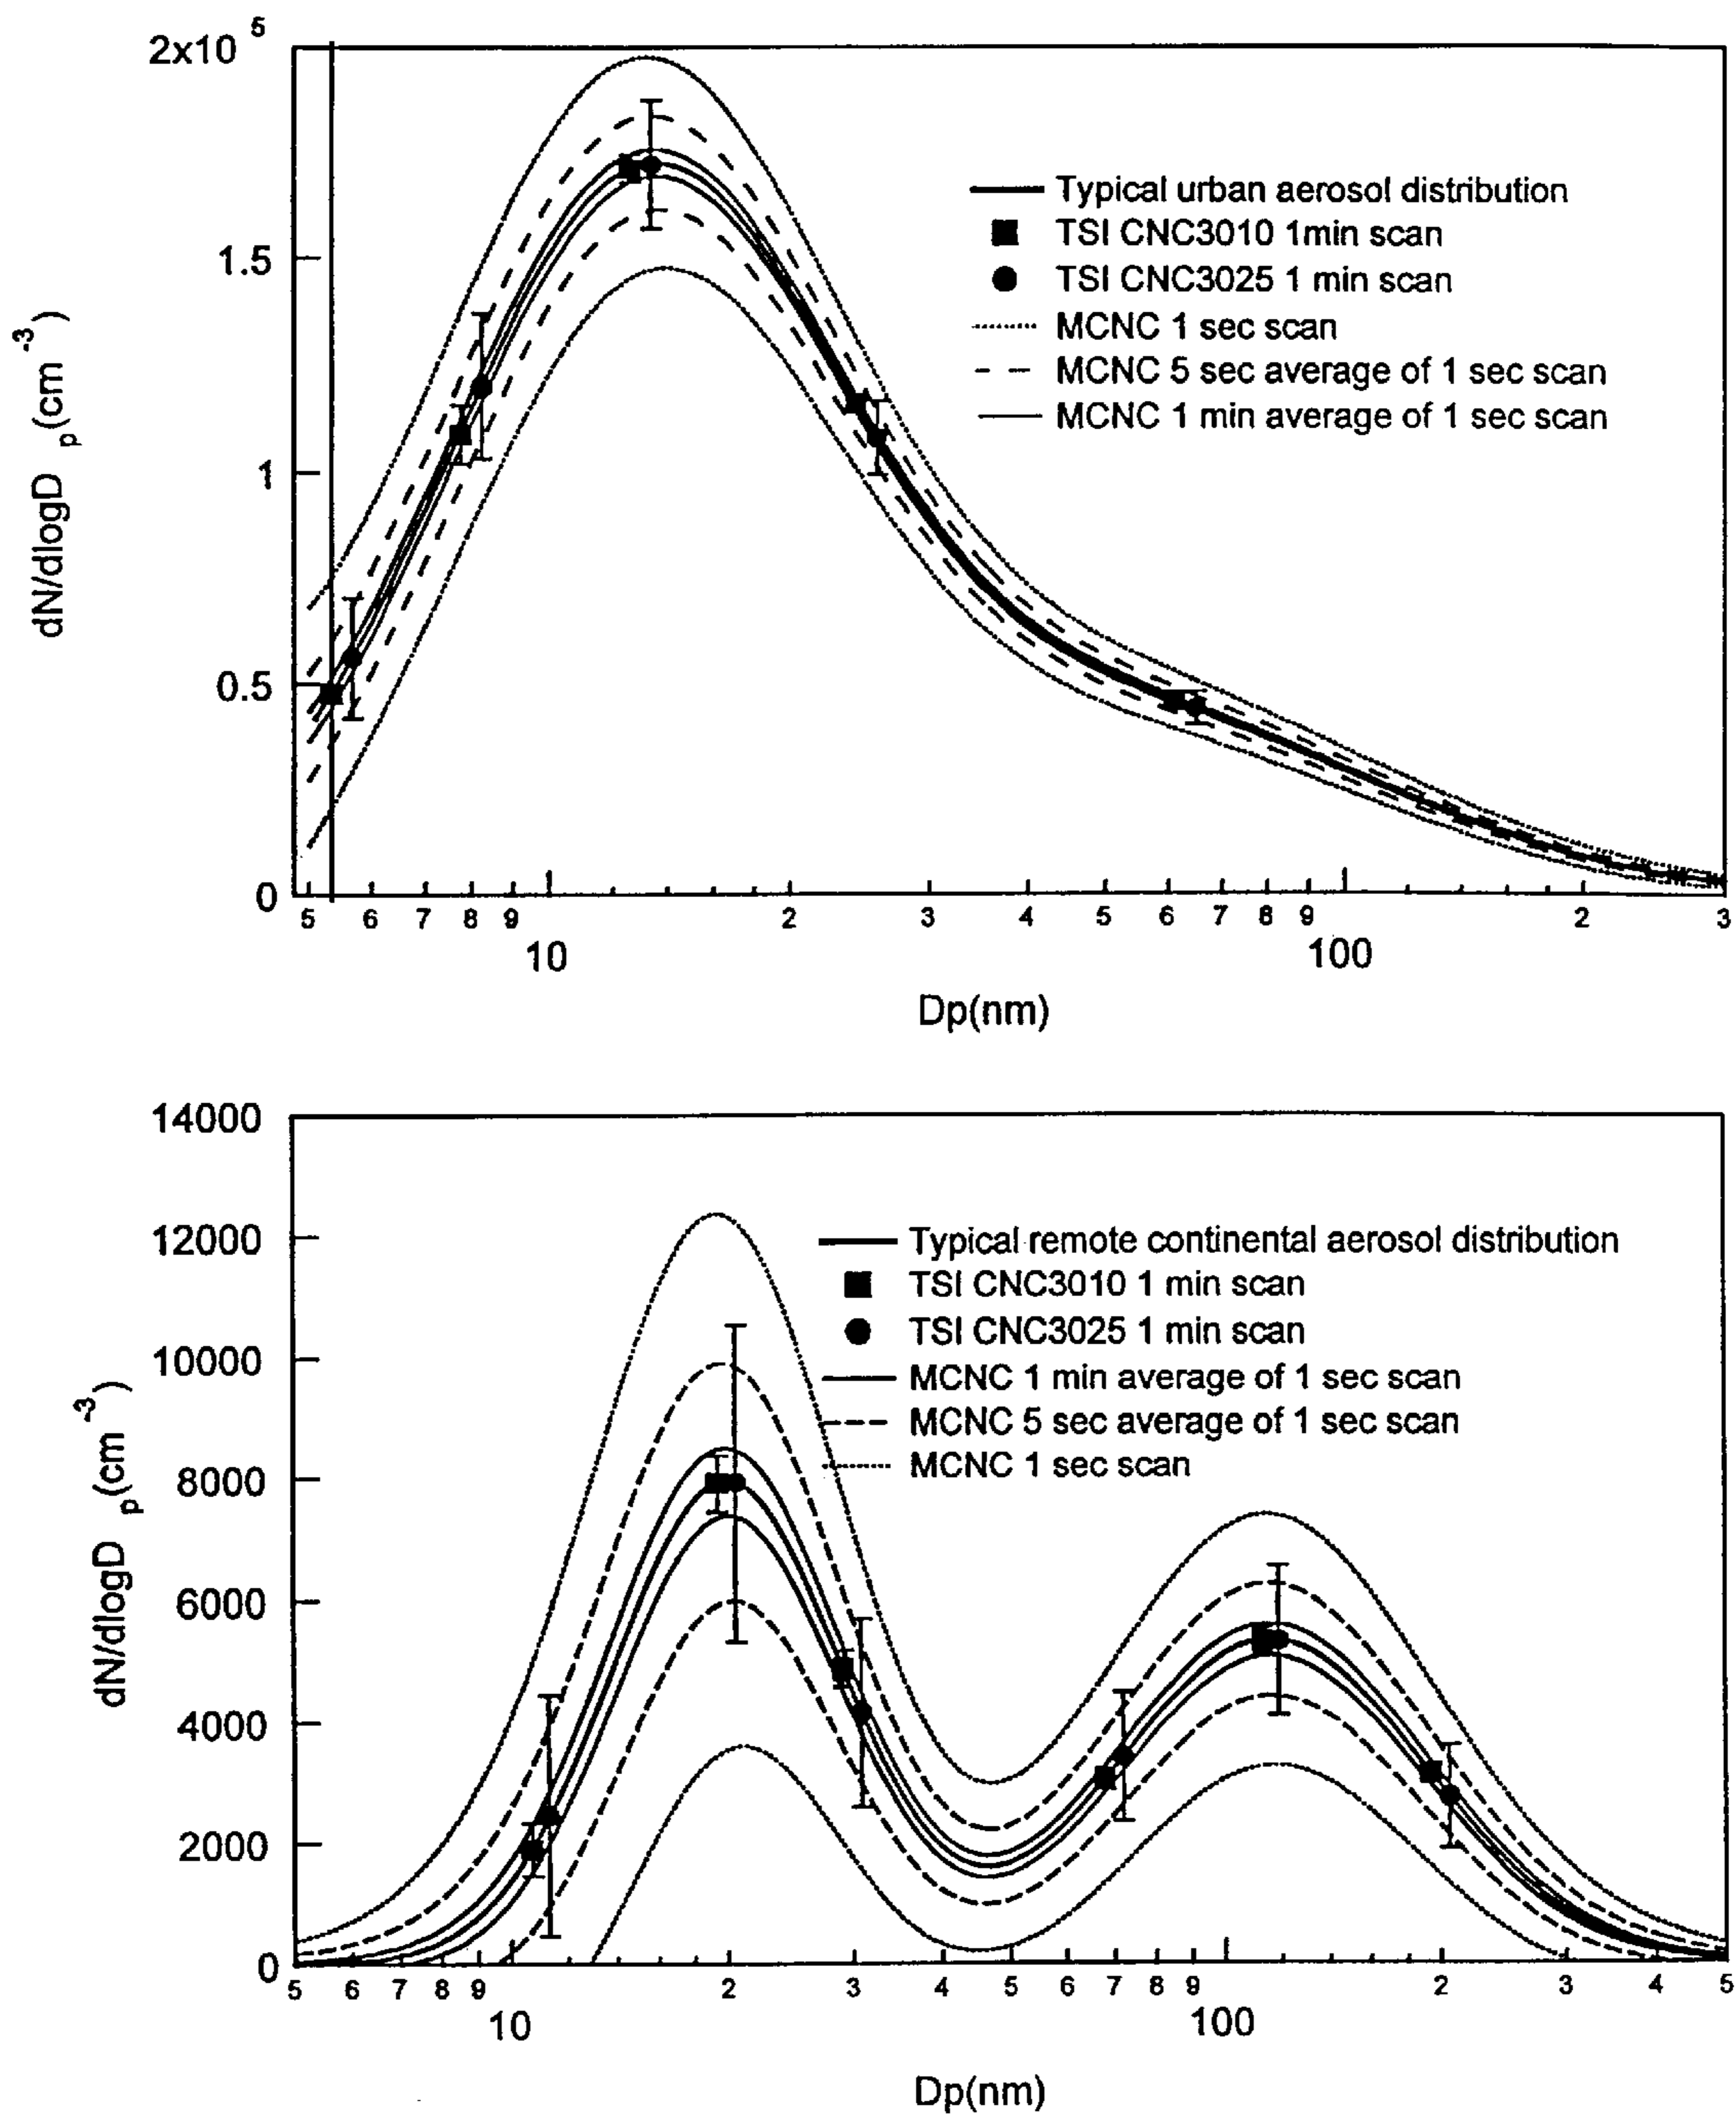 2x10 5
1.5
1
0.5
0
dN/dlogD p(cm -3)
Typical urban aerosol distribution
TSI CNC3010 1min scan
TSI CNC3025 1 min scan
MCNC 1 sec scan
MCNC 5 sec average of 1 sec scan
MCNC 1 min average of 1 sec scan
5 6 7 8 9 2 3 4 5 6 7 8 9 2 3
10 100
Dp(nm)
14000
12000
10000
8000
6000
4000
2000
0
dN/dlogD p(cm -3)
Typical remote continental aerosol distribution
TSI CNC3010 1 min scan
TSI CNC3025 1 min scan
MCNC 1 min average of 1 sec scan
MCNC 5 sec average of 1 sec scan
MCNC 1 sec scan
5 6 7 8 9 2 3 4 5 6 7 8 9 2 3 4 5
10 100
Dp(nm)